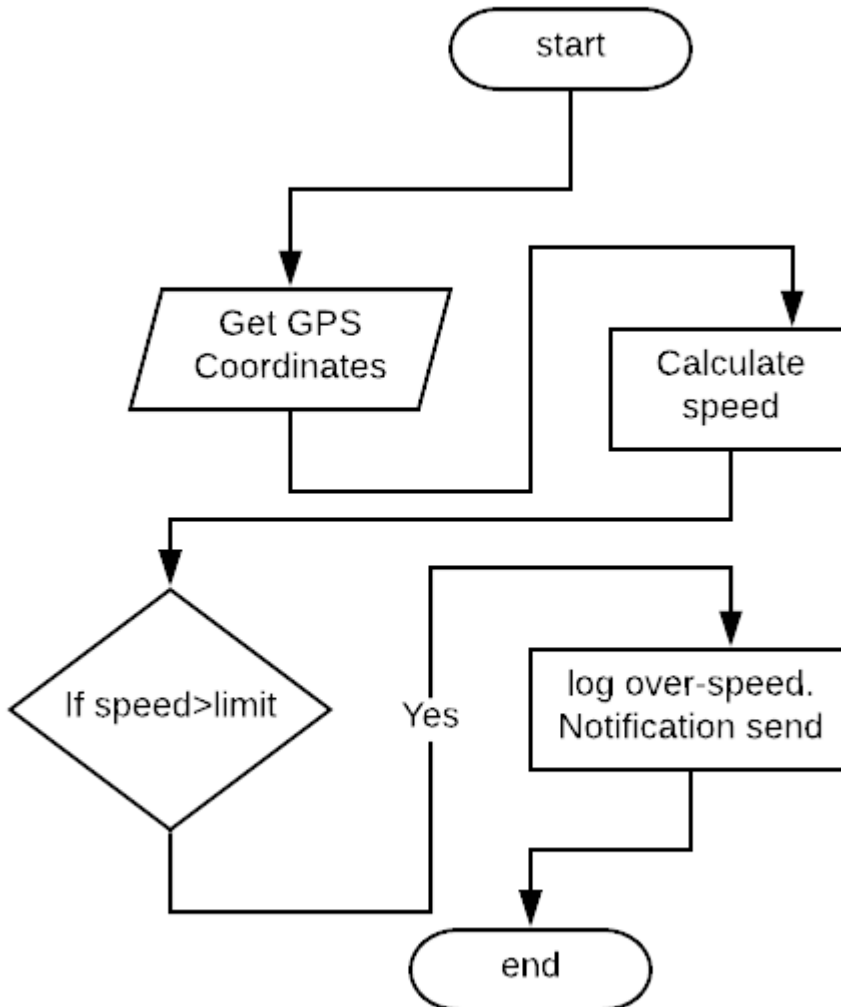 start
Get GPS
Coordinates
Calculate
speed
If speed>limit
Yes
log over-speed.
Notification send
end